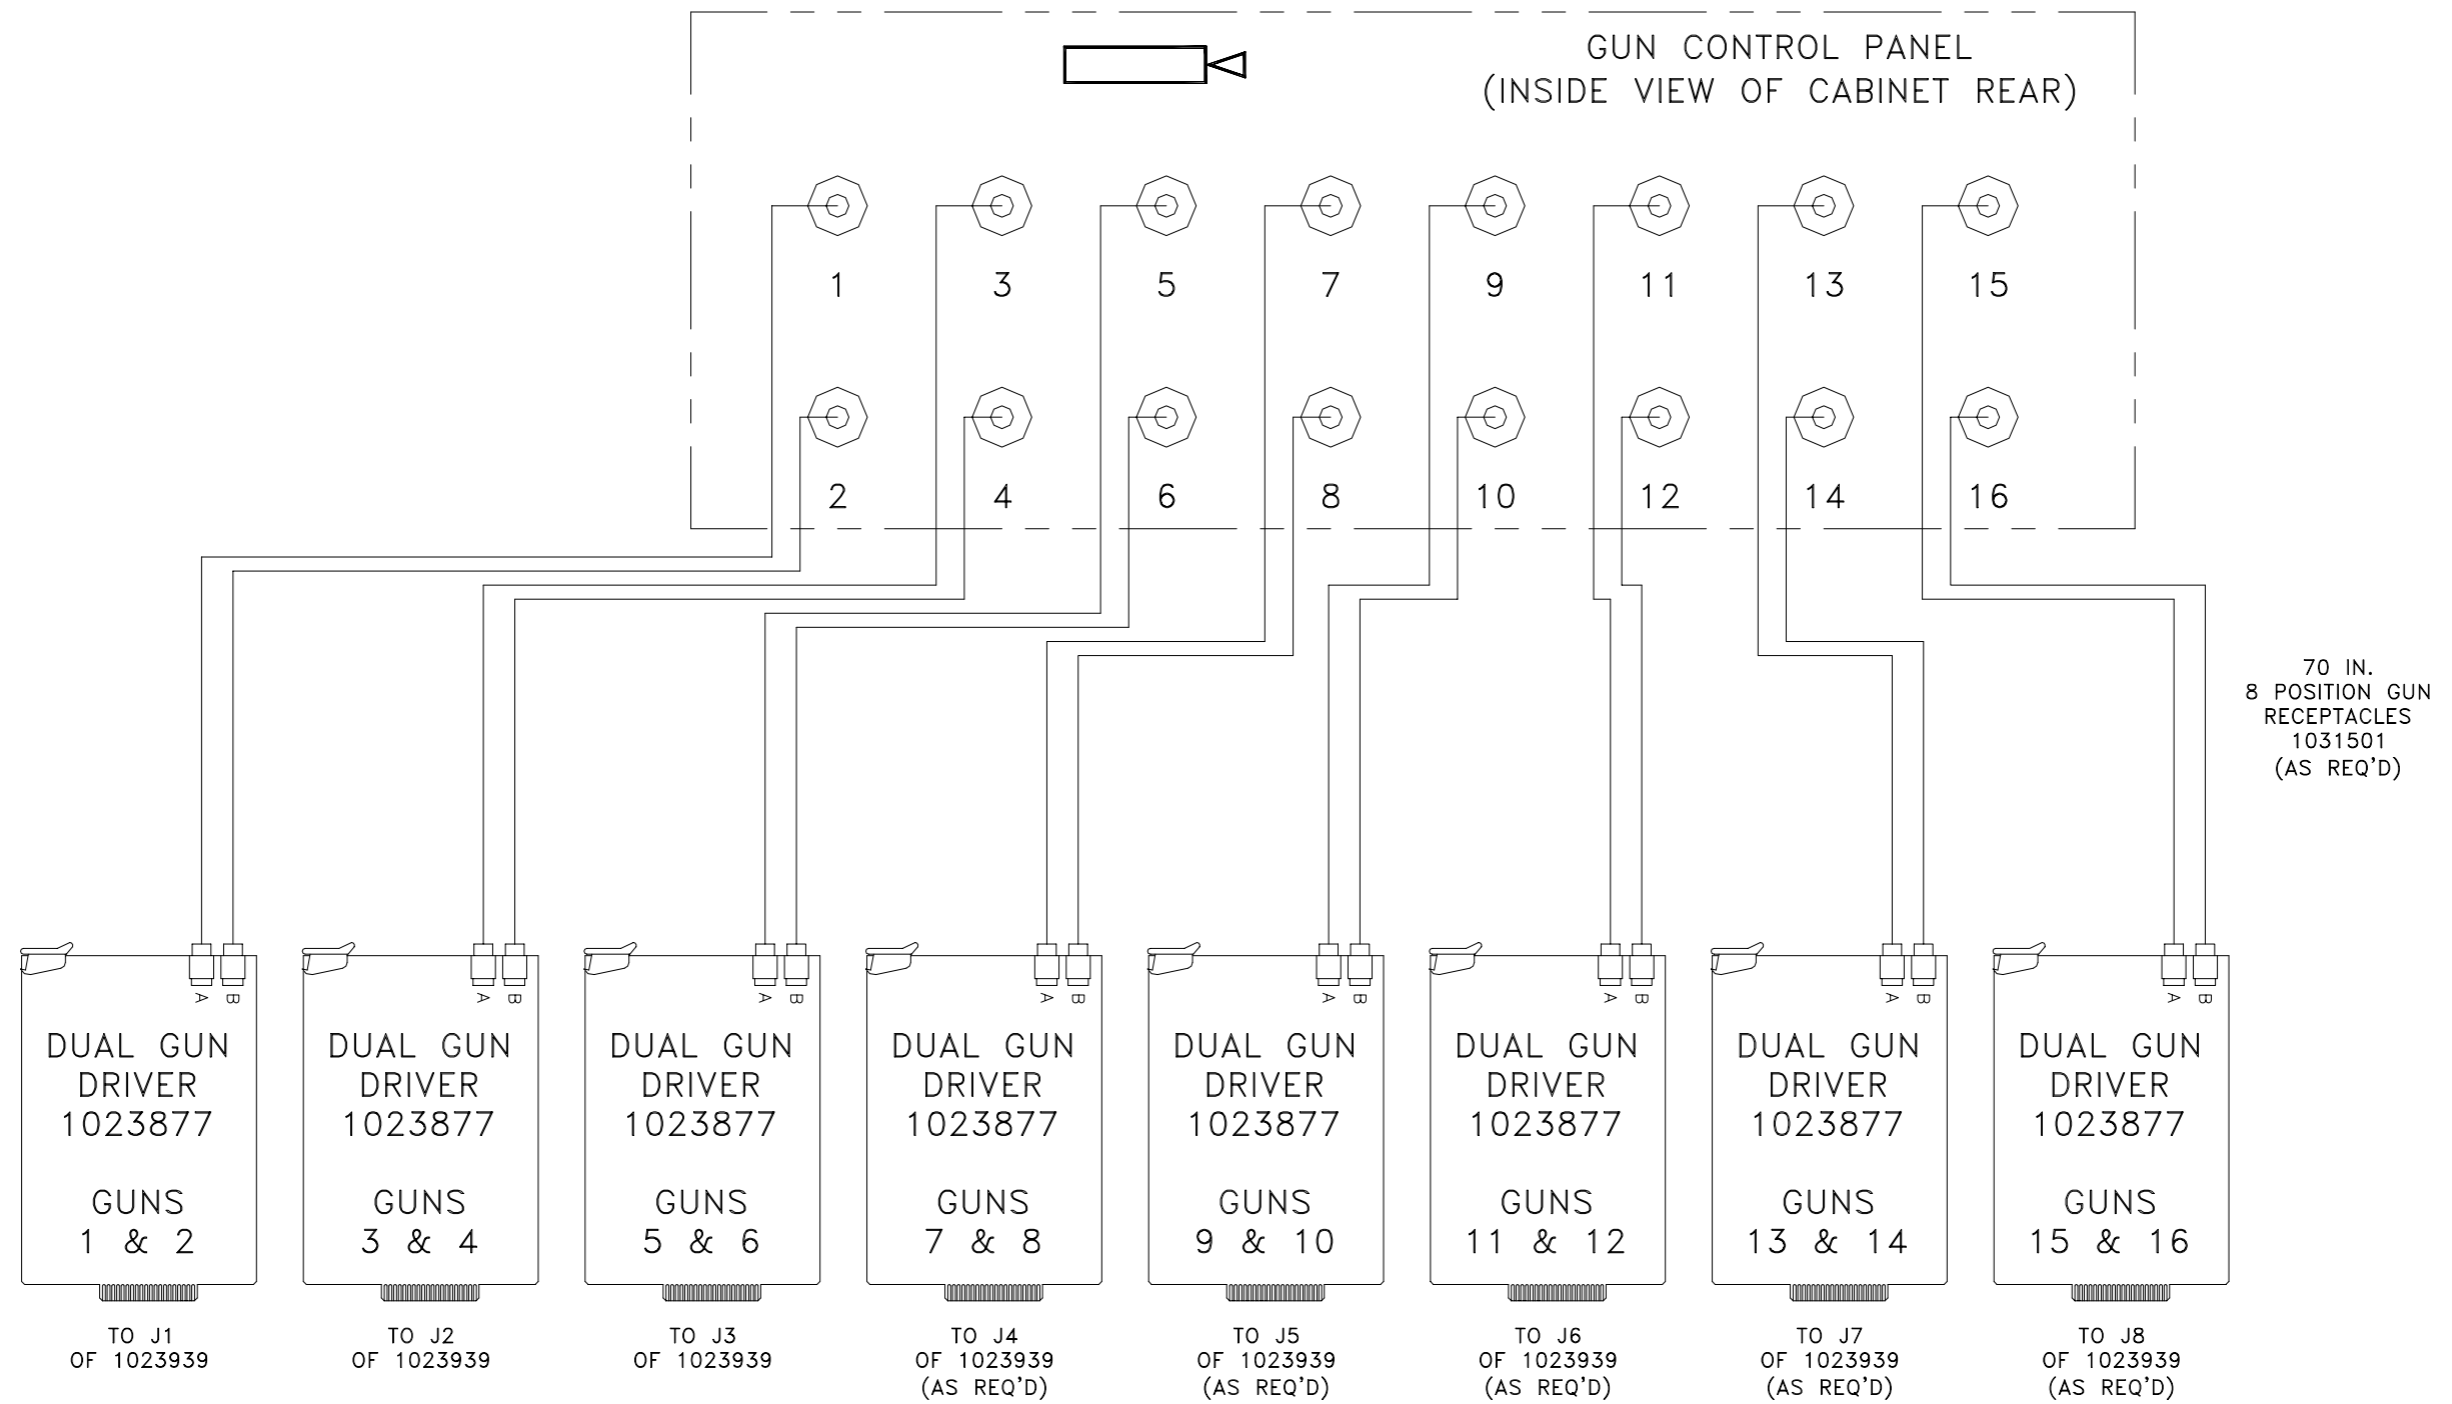 GUN CONTROL PANEL
(INSIDE VIEW OF CABINET REAR)
1 3 5 7 9 11 13 15
2 4 6 8 10 12 14 16
70 IN.
8 POSITION GUN
RECEPTACLES
1031501
(AS REQ'D)
A B
DUAL GUN
DRIVER
1023877
GUNS
1 & 2
TO J1
OF 1023939
A B
DUAL GUN
DRIVER
1023877
GUNS
3 & 4
TO J2
OF 1023939
A B
DUAL GUN
DRIVER
1023877
GUNS
5 & 6
TO J3
OF 1023939
A B
DUAL GUN
DRIVER
1023877
GUNS
7 & 8
TO J4
OF 1023939
(AS REQ'D)
A B
DUAL GUN
DRIVER
1023877
GUNS
9 & 10
TO J5
OF 1023939
(AS REQ'D)
A B
DUAL GUN
DRIVER
1023877
GUNS
11 & 12
TO J6
OF 1023939
(AS REQ'D)
A B
DUAL GUN
DRIVER
1023877
GUNS
13 & 14
TO J7
OF 1023939
(AS REQ'D)
A B
DUAL GUN
DRIVER
1023877
GUNS
15 & 16
TO J8
OF 1023939
(AS REQ'D)